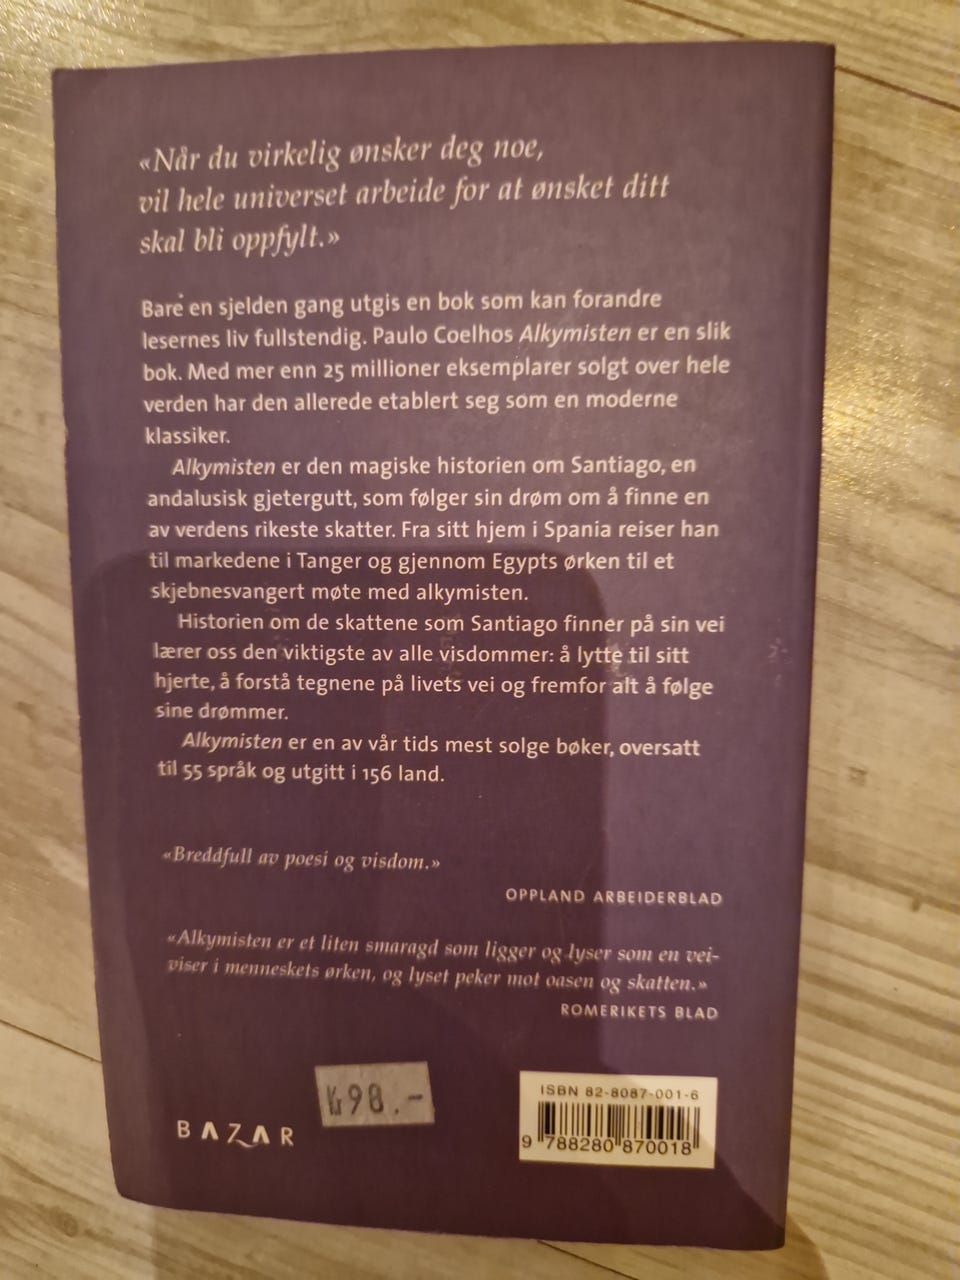 «Når du virkelig ønsker deg noe,
vil hele universet arbeide for at ønsket ditt
skal bli oppfylt.»
Bare en sjelden gang utgis en bok som kan forandre
lesernes liv fullstendig. Paulo Coelhos Alkymisten er en slik
bok. Med mer enn 25 millioner eksemplarer solgt over hele
verden har den allerede etablert seg som en moderne
klassiker.
Alkymisten er den magiske historien om Santiago, en
andalusisk gjetergutt, som følger sin drøm om å finne en
av verdens rikeste skatter. Fra sitt hjem i Spania reiser han
til markedene i Tanger og gjennom Egypts ørken til et
skjebnesvangert møte med alkymisten.
Historien om de skattene som Santiago finner på sin vei
lærer oss den viktigste av alle visdommer: å lytte til sitt
hjerte, å forstå tegnene på livets vei og fremfor alt å følge
sine drømmer.
Alkymisten er en av vår tids mest solge bøker, oversatt
til 55 språk og utgitt i 156 land.
«Breddfull av poesi og visdom.»
OPPLAND ARBEIDERBLAD
«Alkymisten er et liten smaragd som ligger og lyser som en vei-
viser i menneskets ørken, og lyset peker mot oasen og skatten.»
ROMERIKETS BLAD
Kr 98.-
BAZAR
ISBN 82-8087-001-6
9 788280 870018